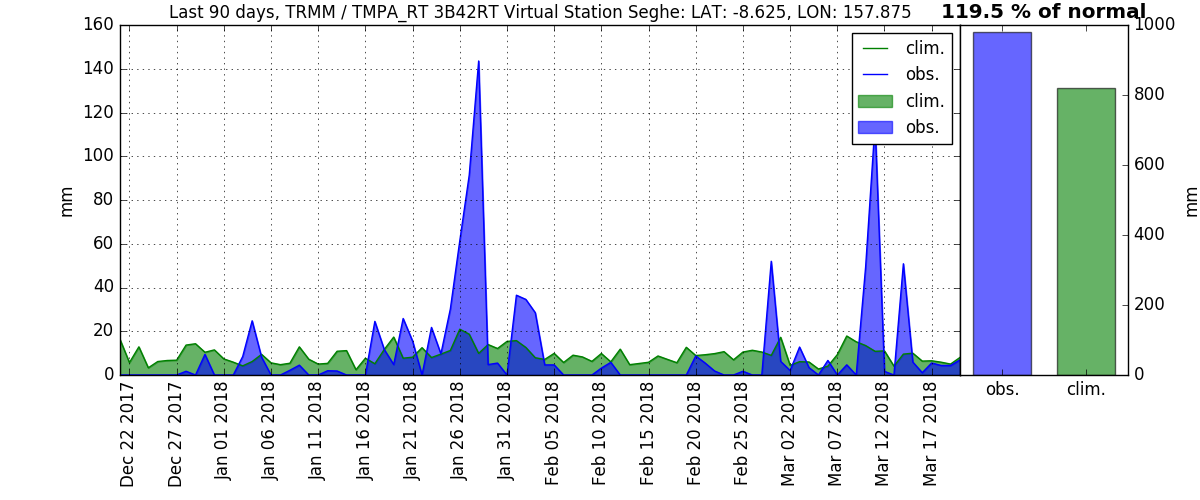 Last 90 days, TRMM / TMPA_RT 3B42RT Virtual Station Seghe: LAT: -8.625, LON: 157.875
119.5 % of normal
160
140
120
100
80
60
40
20
0
mm
clim.
obs.
clim.
obs.
1000
800
600
400
200
0
mm
obs.
clim.
Dec 22 2017
Dec 27 2017
Jan 01 2018
Jan 06 2018
Jan 11 2018
Jan 16 2018
Jan 21 2018
Jan 26 2018
Jan 31 2018
Feb 05 2018
Feb 10 2018
Feb 15 2018
Feb 20 2018
Feb 25 2018
Mar 02 2018
Mar 07 2018
Mar 12 2018
Mar 17 2018